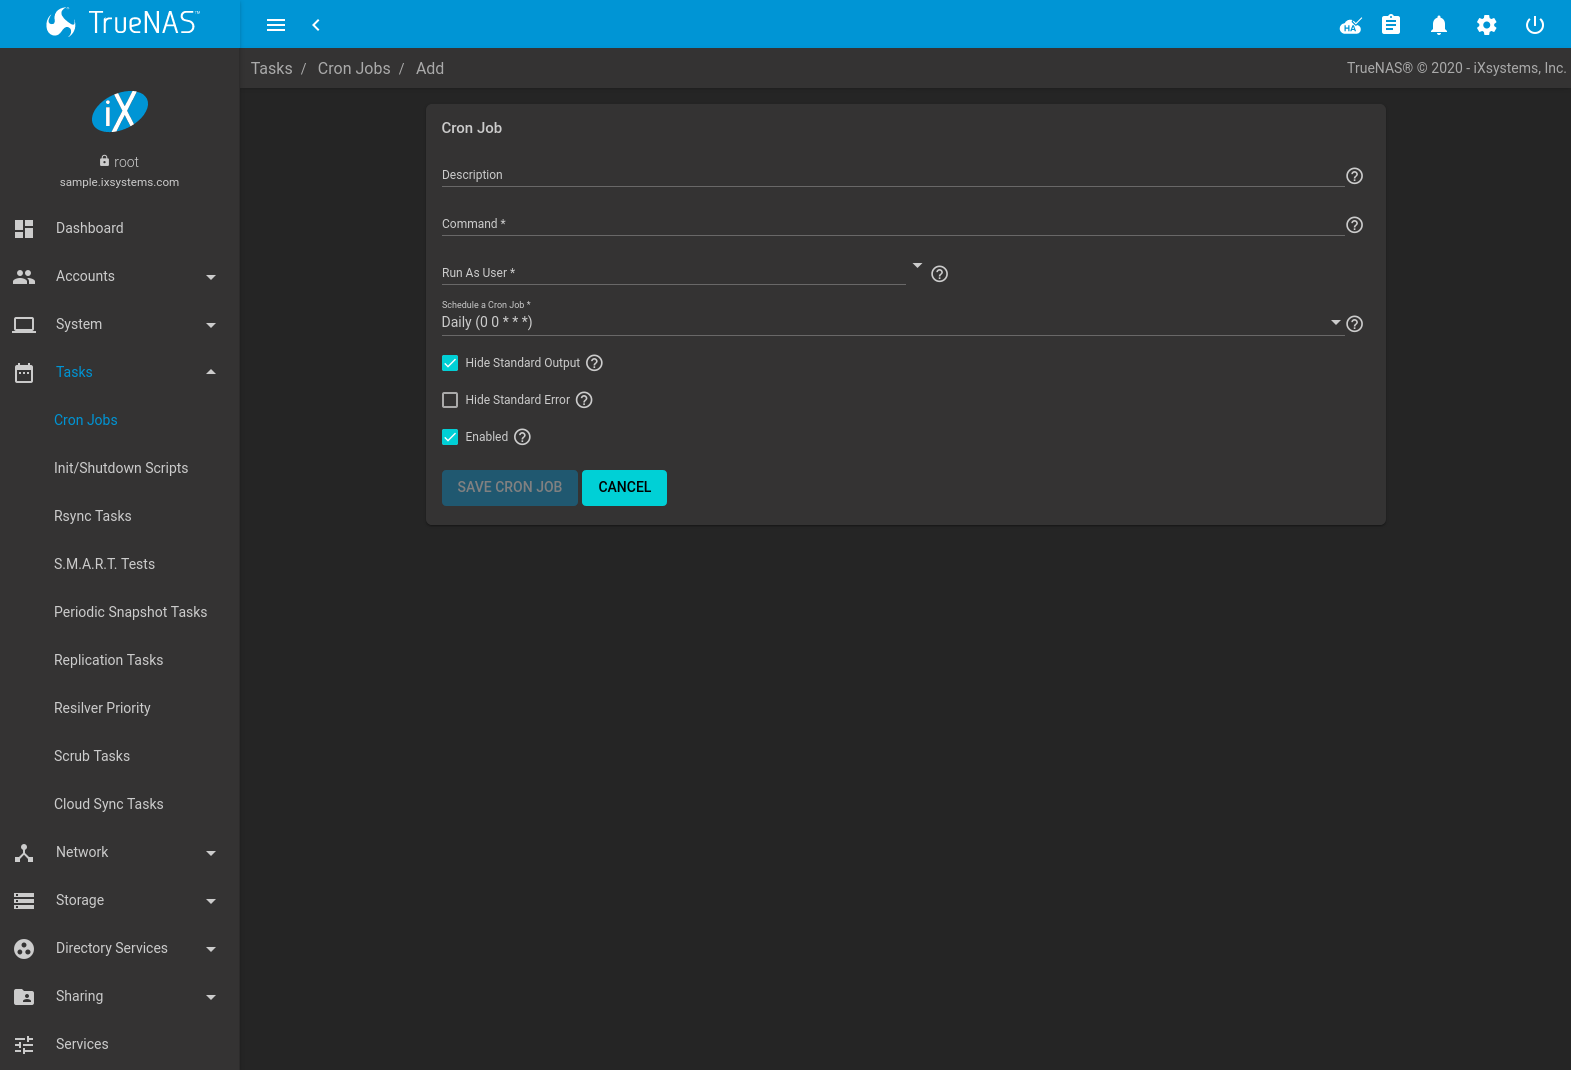 TrueNAS™
Tasks / Cron Jobs / Add
TrueNAS® © 2020 - iXsystems, Inc.
iX
root
sample.ixsystems.com
Dashboard
Accounts
System
Tasks
Cron Jobs
Init/Shutdown Scripts
Rsync Tasks
S.M.A.R.T. Tests
Periodic Snapshot Tasks
Replication Tasks
Resilver Priority
Scrub Tasks
Cloud Sync Tasks
Network
Storage
Directory Services
Sharing
Services
HA
Cron Job
Description
Command *
Run As User *
Schedule a Cron Job *
Daily (0 0 * * *)
Hide Standard Output
Hide Standard Error
Enabled
SAVE CRON JOB
CANCEL